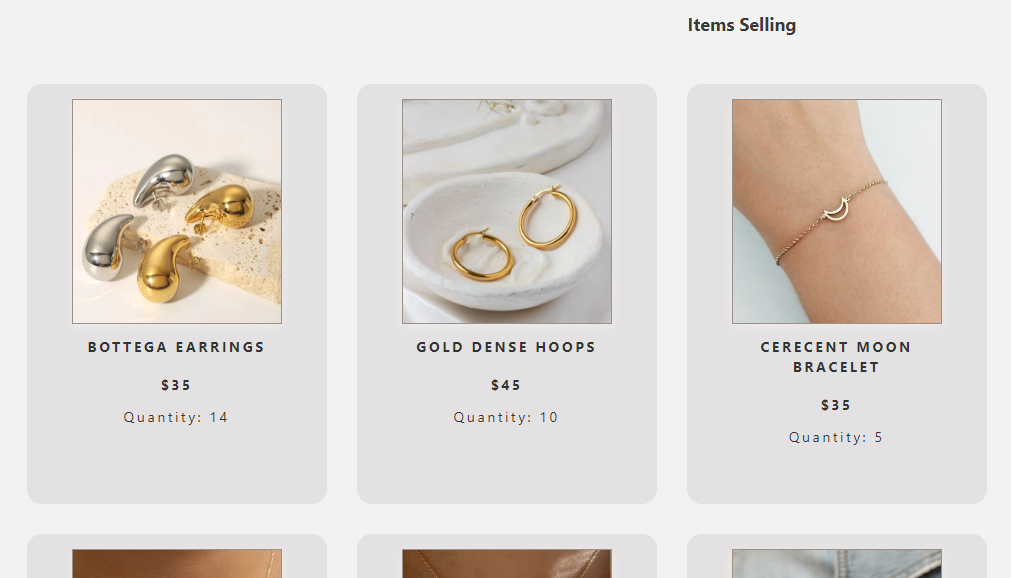 Items Selling
BOTTEGA EARRINGS
$35
Quantity: 14
GOLD DENSE HOOPS
$45
Quantity: 10
CERECENT MOON
BRACELET
$35
Quantity: 5